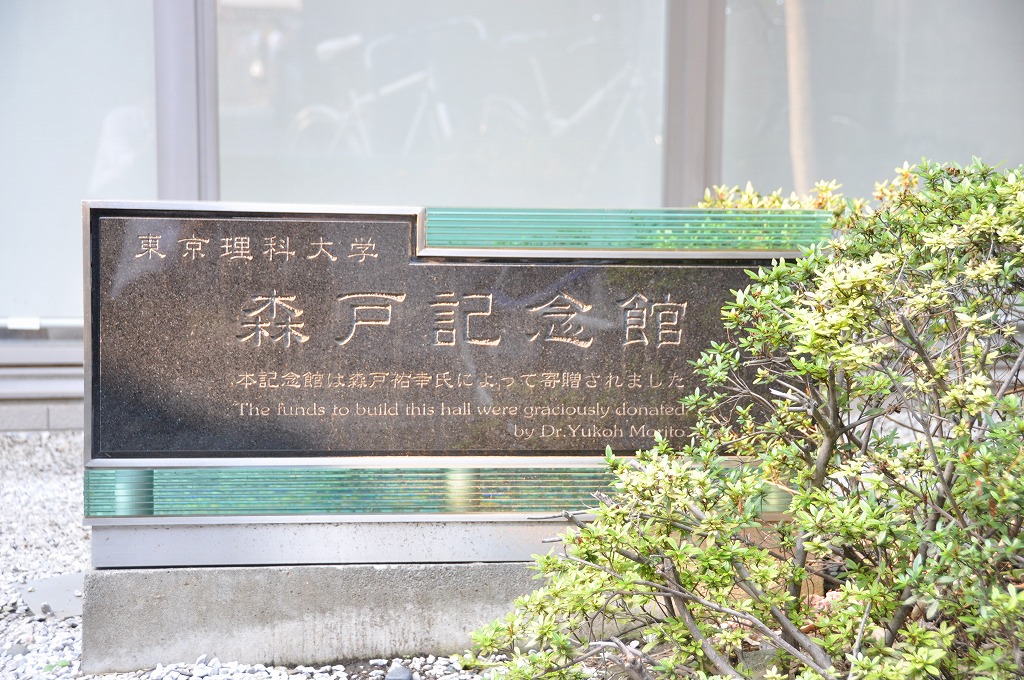 東京理科大学
森戸記念館
本記念館は森戸祐幸氏によって寄贈されました
The funds to build this hall were graciously donated
by Dr.Yukoh Morito